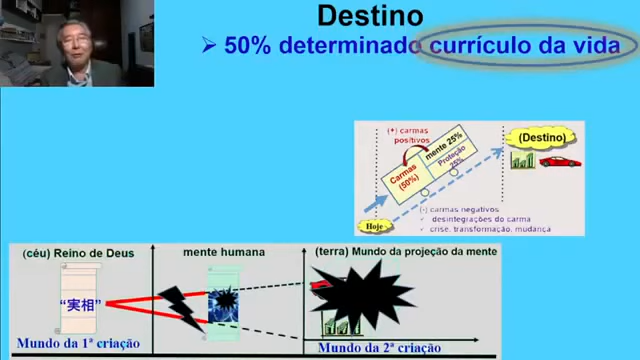 Destino
➢ 50% determinado currículo da vida
(+) carmas
positivos
mente 25%
Proteção
25%
Carmas
(50%)
(Destino)
Hoje
(-) carmas negativos
✓ desintegrações do carma
✓ crise, transformação, mudança
(céu) Reino de Deus
mente humana
(terra) Mundo da projeção da mente
“実相”
Mundo da 1ª criação
Mundo da 2ª criação